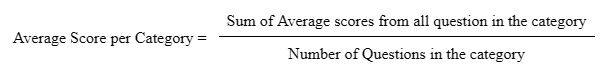 Sum of Average scores from all question in the category
Average Score per Category =
Number of Questions in the category